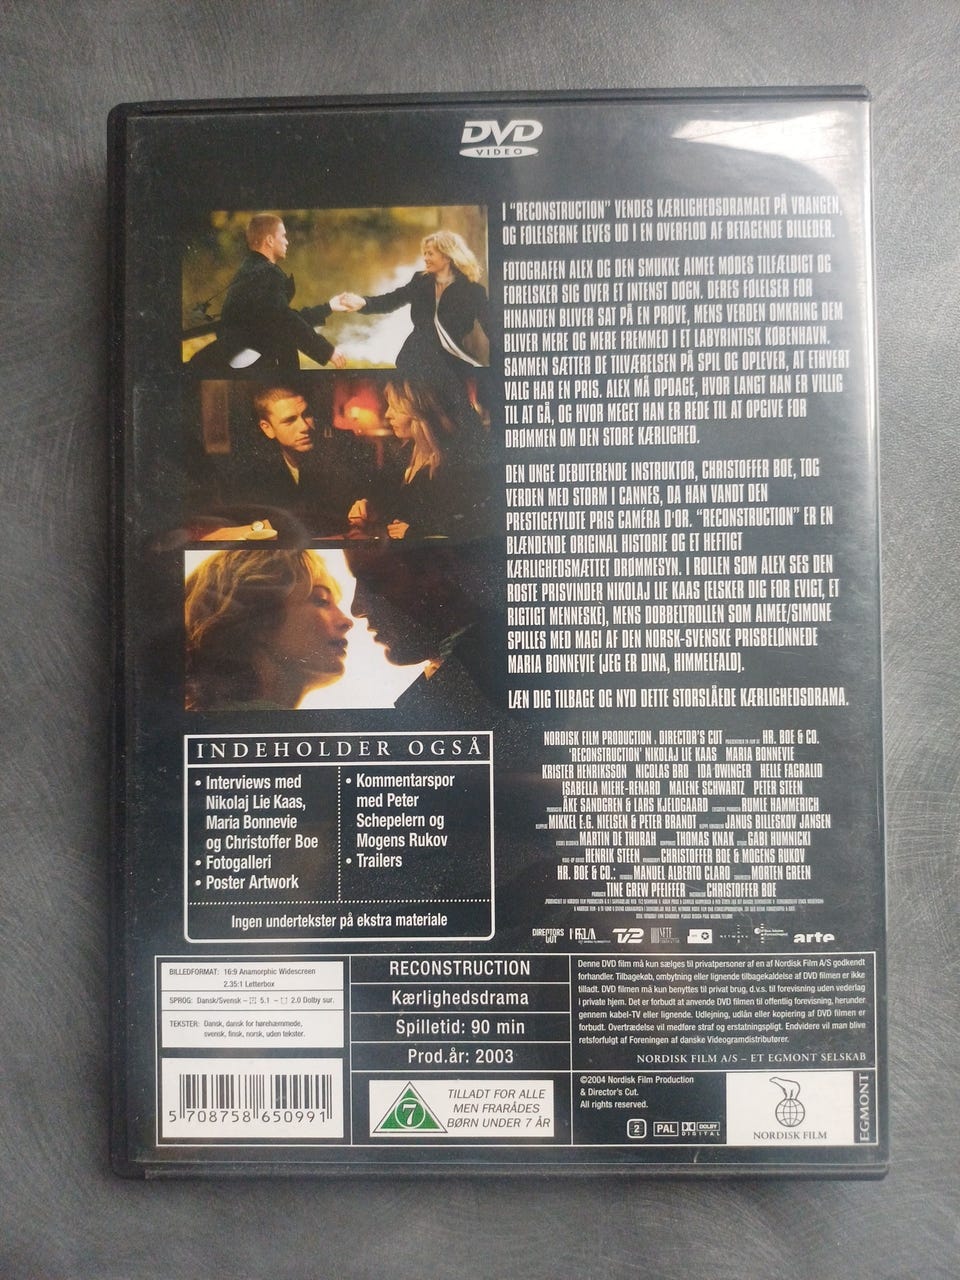 DVD
VIDEO
I "RECONSTRUCTION" VENDES KÆRLIGHEDSDRAMAET PÅ VRANGEN,
OG FØLELSERNE LEVES UD I EN OVERFLOD AF BETAGENDE BILLEDER.
FOTOGRAFEN ALEX OG DEN SMUKKE AIMEE MØDES TILFÆLDIGT OG
FORELSKER SIG OVER ET INTENST DØGN. DERES FØLELSER FOR
HINANDEN BLIVER SAT PÅ EN PRØVE, MENS VERDEN OMKRING DEM
BLIVER MERE OG MERE FREMMED I ET LABYRINTISK KØBENHAVN.
SAMMEN SÆTTER DE TILVÆRELSEN PÅ SPIL OG OPLEVER, AT ETHVERT
VALG HAR EN PRIS. ALEX MÅ OPDAGE, HVOR LANGT HAN ER VILLIG
TIL AT GÅ, OG HVOR MEGET HAN ER REDE TIL AT OPGIVE FOR
DRØMMEN OM DEN STORE KÆRLIGHED.
DEN UNGE DEBUTERENDE INSTRUKTØR, CHRISTOFFER BOE, TOG
VERDEN MED STORM I CANNES, DA HAN VANDT DEN
PRESTIGEFYLDTE PRIS CAMÉRA D'OR. "RECONSTRUCTION" ER EN
BLÆNDENDE ORIGINAL HISTORIE OG ET HEFTIGT
KÆRLIGHEDSMÆTTET DRØMMESYN. I ROLLEN SOM ALEX SES DEN
ROSTE PRISVINDER NIKOLAJ LIE KAAS (ELSKER DIG FOR EVIGT, ET
RIGTIGT MENNESKE), MENS DOBBELTROLLEN SOM AIMEE/SIMONE
SPILLES MED MAGI AF DEN NORSK-SVENSKE PRISBELØNNEDE
MARIA BONNEVIE (JEG ER DINA, HIMMELFALD).
LÆN DIG TILBAGE OG NYD DETTE STORSLÅEDE KÆRLIGHEDSDRAMA.
INDEHOLDER OGSÅ
• Interviews med
Nikolaj Lie Kaas,
Maria Bonnevie
og Christoffer Boe
• Fotogalleri
• Poster Artwork
• Kommentarspor
med Peter
Schepelern og
Mogens Rukov
• Trailers
Ingen undertekster på ekstra materiale
NORDISK FILM PRODUCTION & DIRECTOR'S CUT HR. BOE & CO.
'RECONSTRUCTION' NIKOLAJ LIE KAAS MARIA BONNEVIE
KRISTER HENRIKSSON NICOLAS BRO IDA DWINGER HELLE FAGRALID
ISABELLA MIEHE-RENARD MALENE SCHWARTZ PETER STEEN
ÅKE SANDGREN & LARS KJELDGAARD RUMLE HAMMERICH
MIKKEL E.G. NIELSEN & PETER BRANDT JANUS BILLESKOV JANSEN
MARTIN DE THURAH THOMAS KNAK GABI HUMNICKI
HENRIK STEEN CHRISTOFFER BOE & MOGENS RUKOV
HR. BOE & CO.: MANUEL ALBERTO CLARO MORTEN GREEN
TINE GREW PFEIFFER CHRISTOFFER BOE
DIRECTORS CUT
TV2
arte
BILLEDFORMAT: 16:9 Anamorphic Widescreen
2.35:1 Letterbox
SPROG: Dansk/Svensk – 5.1 – 2.0 Dolby sur.
TEKSTER: Dansk, dansk for hørehæmmede,
svensk, finsk, norsk, uden tekster.
5 708758 650991
RECONSTRUCTION
Kærlighedsdrama
Spilletid: 90 min
Prod.år: 2003
7
TILLADT FOR ALLE
MEN FRARÅDES
BØRN UNDER 7 ÅR
Denne DVD film må kun sælges til privatpersoner af en af Nordisk Film A/S godkendt
forhandler. Tilbagekøb, ombytning eller lignende tilbagekaldelse af DVD filmen er ikke
tilladt. DVD filmen må kun benyttes til privat brug, d.v.s. til forevisning uden vederlag
i private hjem. Det er forbudt at anvende DVD filmen til offentlig forevisning, herunder
gennem kabel-TV eller lignende. Udlejning, udlån eller kopiering af DVD filmen er
forbudt. Overtrædelse vil medføre straf og erstatningspligt. Endvidere vil man blive
retsforfulgt af Foreningen af danske Videogramdistributører.
NORDISK FILM A/S – ET EGMONT SELSKAB
©2004 Nordisk Film Production
& Director's Cut.
All rights reserved.
2
PAL
DOLBY
DIGITAL
NORDISK FILM
EGMONT